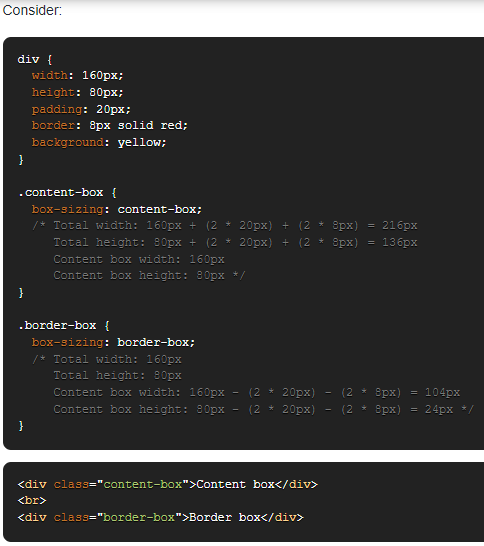 Consider:
div {
  width: 160px;
  height: 80px;
  padding: 20px;
  border: 8px solid red;
  background: yellow;
}
.content-box {
  box-sizing: content-box;
  /* Total width: 160px + (2 * 20px) + (2 * 8px) = 216px
     Total height: 80px + (2 * 20px) + (2 * 8px) = 136px
     Content box width: 160px
     Content box height: 80px */
}
.border-box {
  box-sizing: border-box;
  /* Total width: 160px
     Total height: 80px
     Content box width: 160px - (2 * 20px) - (2 * 8px) = 104px
     Content box height: 80px - (2 * 20px) - (2 * 8px) = 24px */
}
<div class="content-box">Content box</div>
<br>
<div class="border-box">Border box</div>